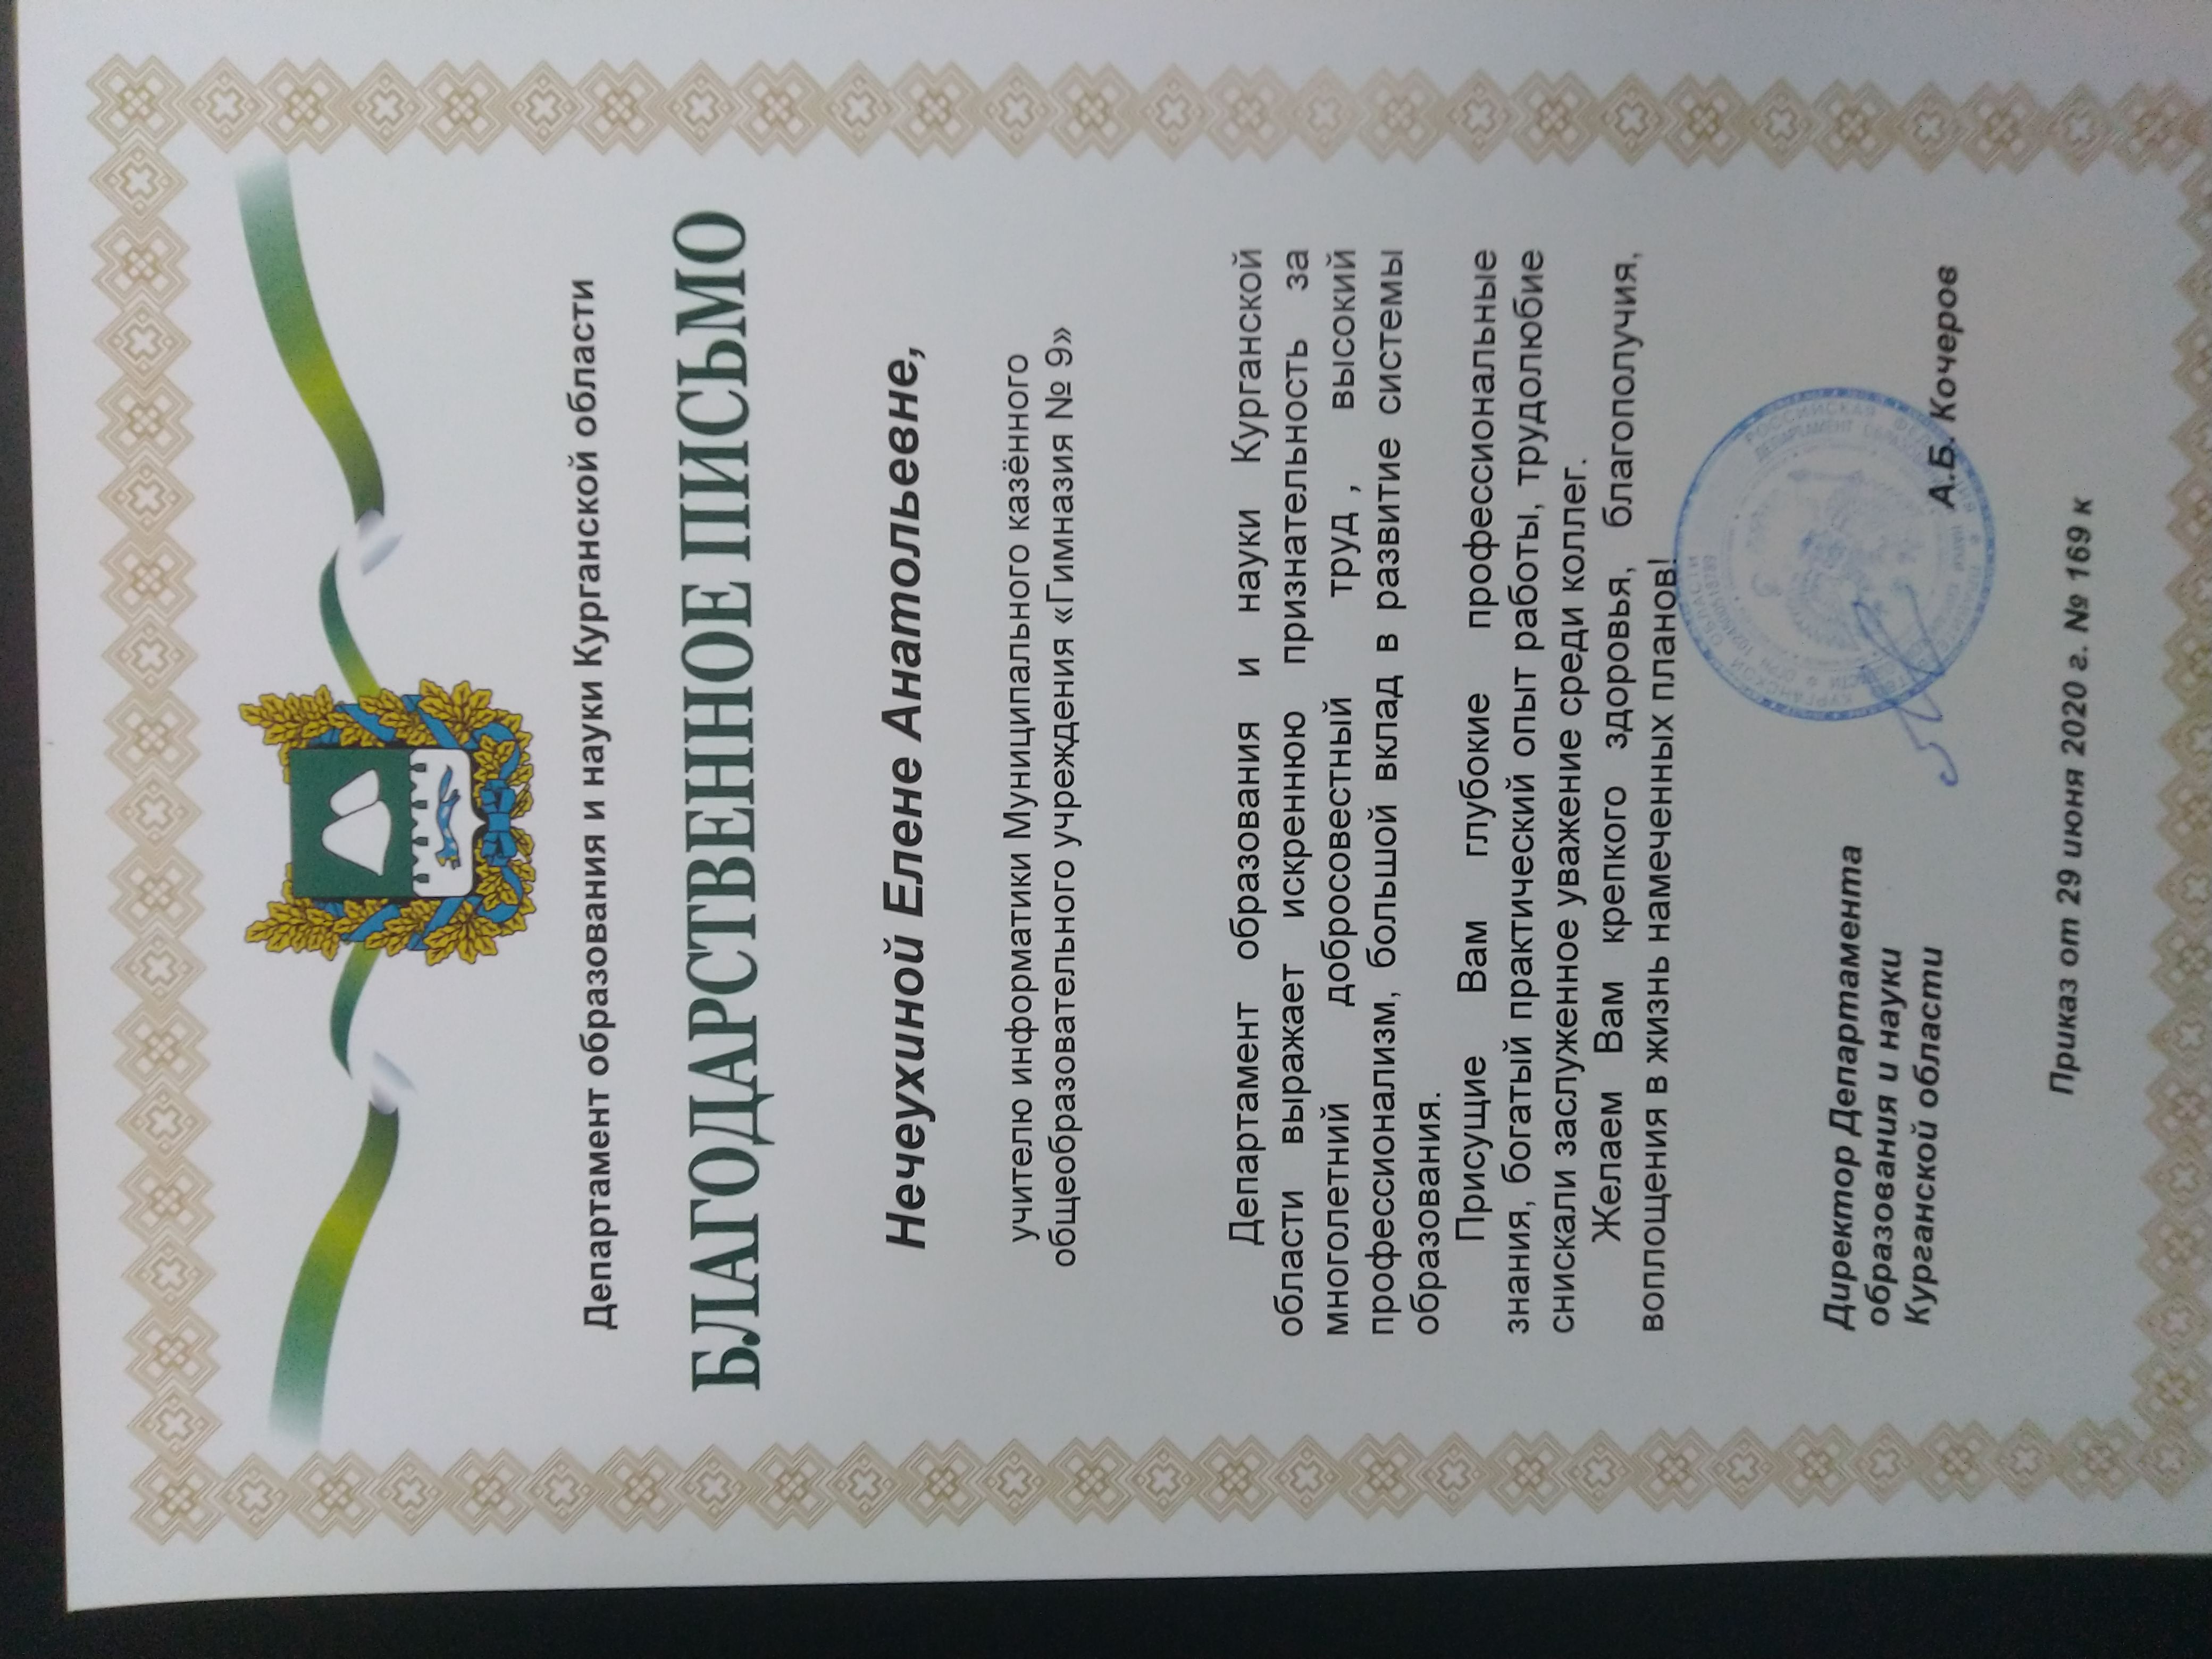 Департамент образования и науки Курганской области
БЛАГОДАРСТВЕННОЕ ПИСЬМО
Нечеухиной Елене Анатольевне,
учителю информатики Муниципального казённого
общеобразовательного учреждения «Гимназия № 9»
Департамент образования и науки Курганской
области выражает искреннюю признательность за
многолетний добросовестный труд , высокий
профессионализм, большой вклад в развитие системы
образования.
Присущие Вам глубокие профессиональные
знания, богатый практический опыт работы, трудолюбие
снискали заслуженное уважение среди коллег.
Желаем Вам крепкого здоровья, благополучия,
воплощения в жизнь намеченных планов!
Директор Департамента
образования и науки
Курганской области
А.Б. Кочеров
РОССИЙСКАЯ
ДЕПАРТАМЕНТ
КУРГАНСКОЙ ОБЛАСТИ
Приказ от 29 июня 2020 г. № 169 к